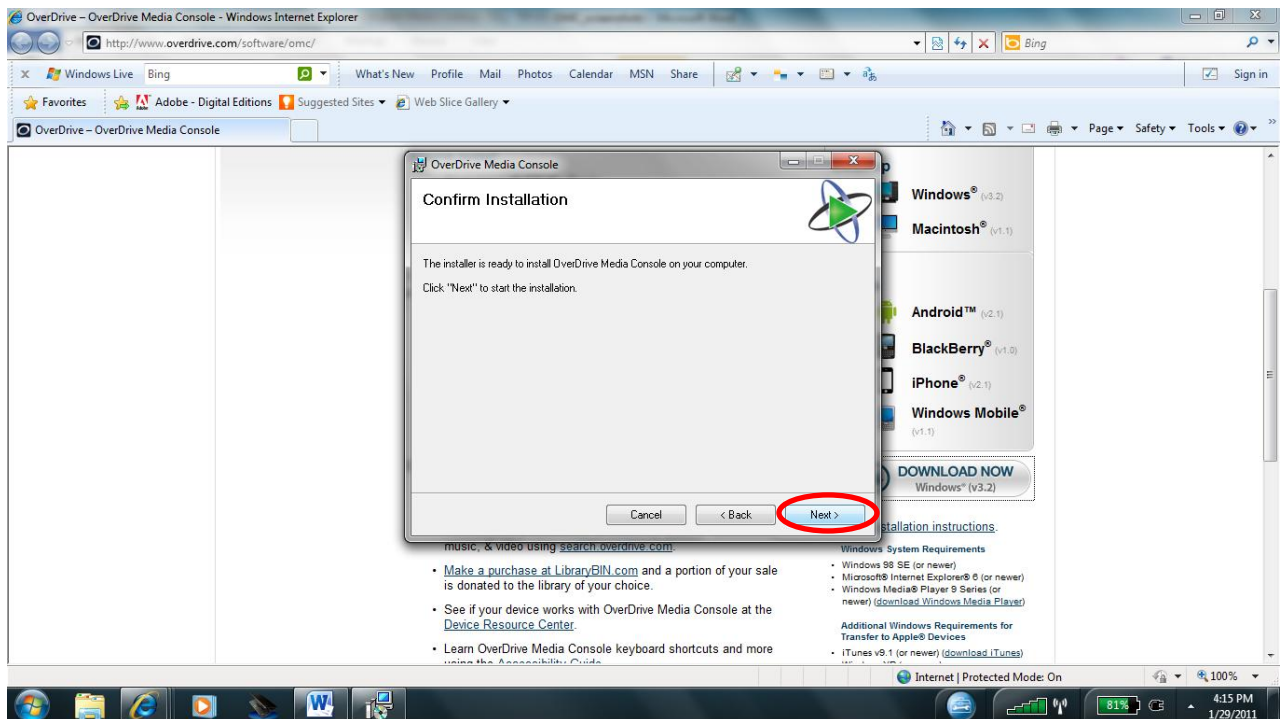 OverDrive – OverDrive Media Console - Windows Internet Explorer
http://www.overdrive.com/software/omc/
Bing
Windows Live
Bing
What's New Profile Mail Photos Calendar MSN Share
Sign in
Favorites
Adobe - Digital Editions
Suggested Sites
Web Slice Gallery
OverDrive – OverDrive Media Console
Page Safety Tools
OverDrive Media Console
Confirm Installation
The installer is ready to install OverDrive Media Console on your computer.
Click "Next" to start the installation.
Cancel
< Back
Next >
p
Windows® (v3.2)
Macintosh® (v1.1)
Android™ (v2.1)
BlackBerry® (v1.0)
iPhone® (v2.1)
Windows Mobile®
(v1.1)
DOWNLOAD NOW
Windows® (v3.2)
stallation instructions.
Windows System Requirements
• Windows 98 SE (or newer)
• Microsoft® Internet Explorer® 6 (or newer)
• Windows Media® Player 9 Series (or
newer) (download Windows Media Player)
Additional Windows Requirements for
Transfer to Apple® Devices
• iTunes v9.1 (or newer) (download iTunes)
music, & video using search.overdrive.com.
• Make a purchase at LibraryBIN.com and a portion of your sale
is donated to the library of your choice.
• See if your device works with OverDrive Media Console at the
Device Resource Center.
• Learn OverDrive Media Console keyboard shortcuts and more
using the Accessibility Guide
Internet | Protected Mode: On
100%
81%
4:15 PM
1/29/2011